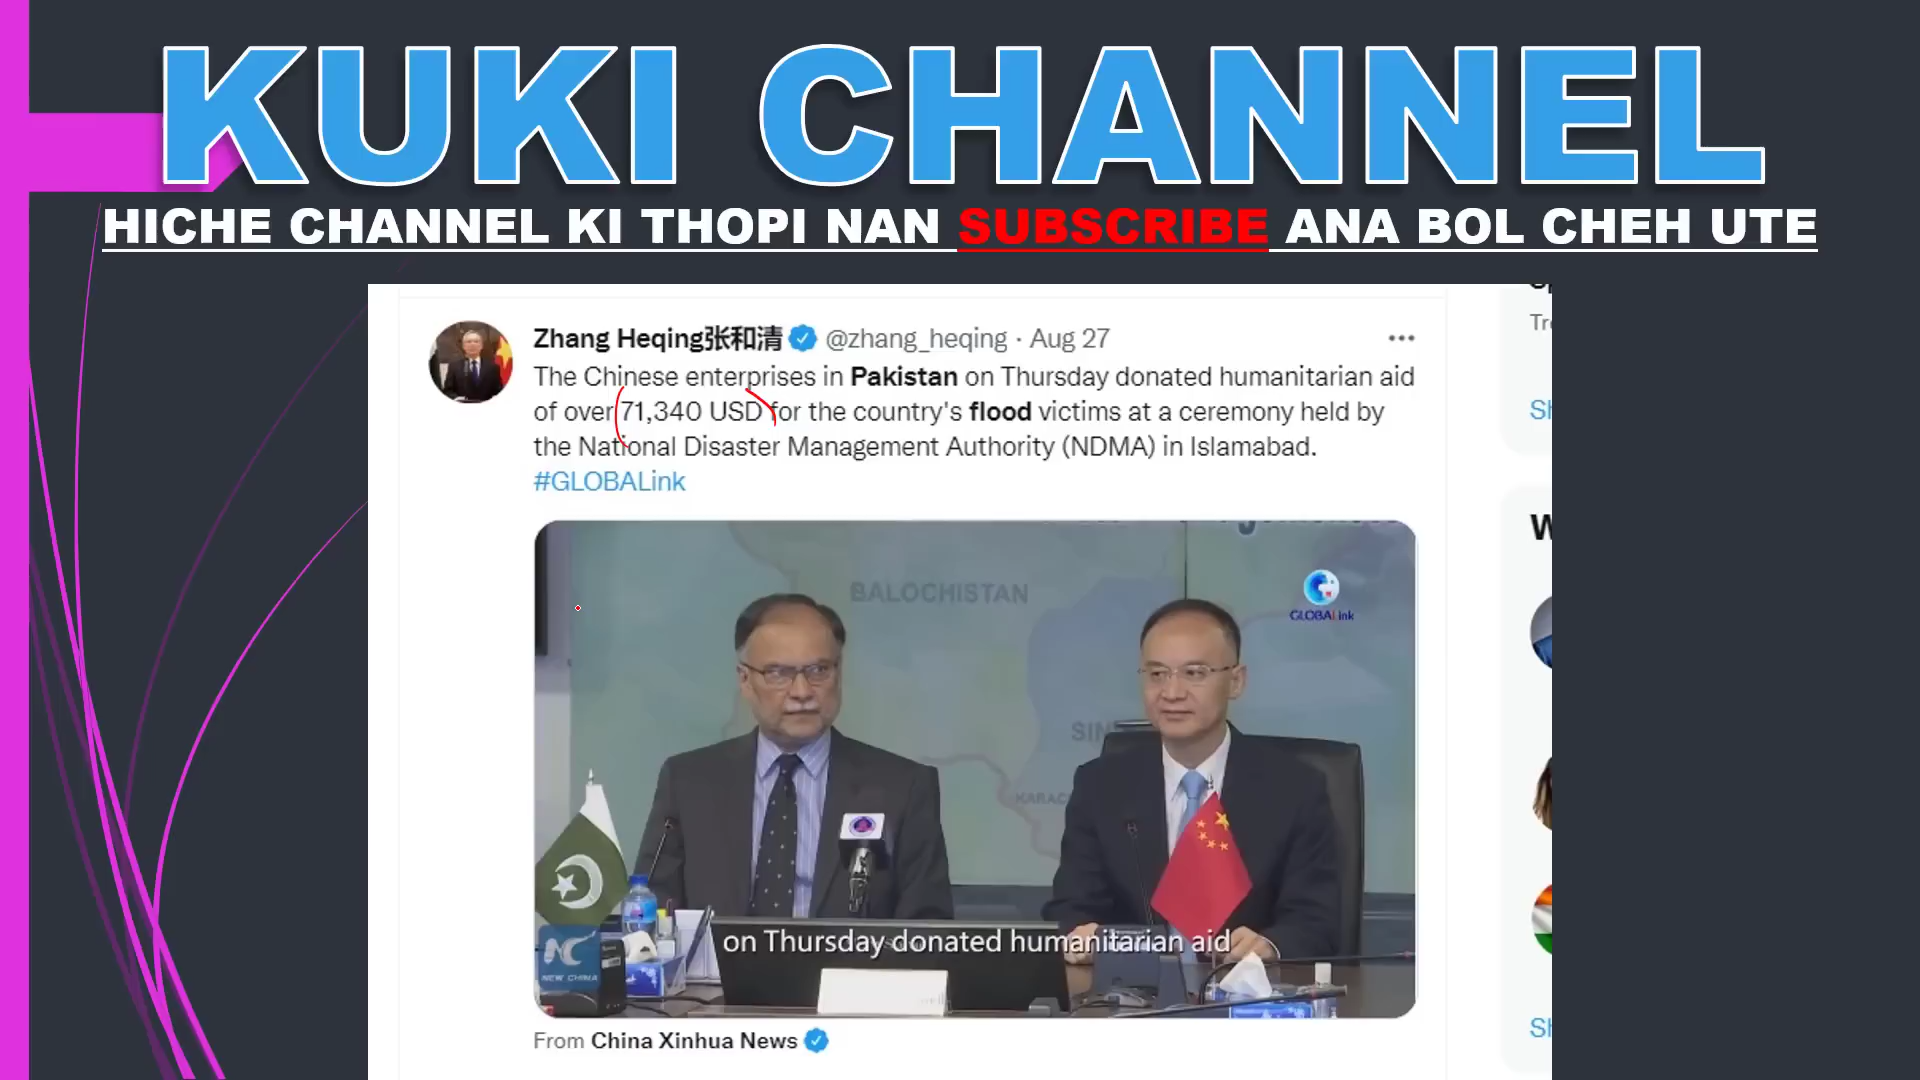 KUKI CHANNEL
HICHE CHANNEL KI THOPI NAN SUBSCRIBE ANA BOL CHEH UTE
Zhang Heqing张和清 @zhang_heqing · Aug 27
The Chinese enterprises in Pakistan on Thursday donated humanitarian aid
of over 71,340 USD for the country's flood victims at a ceremony held by
the National Disaster Management Authority (NDMA) in Islamabad.
#GLOBALink
BALOCHISTAN
GLOBALink
KARAC
NEW CHINA
on Thursday donated humanitarian aid
From China Xinhua News